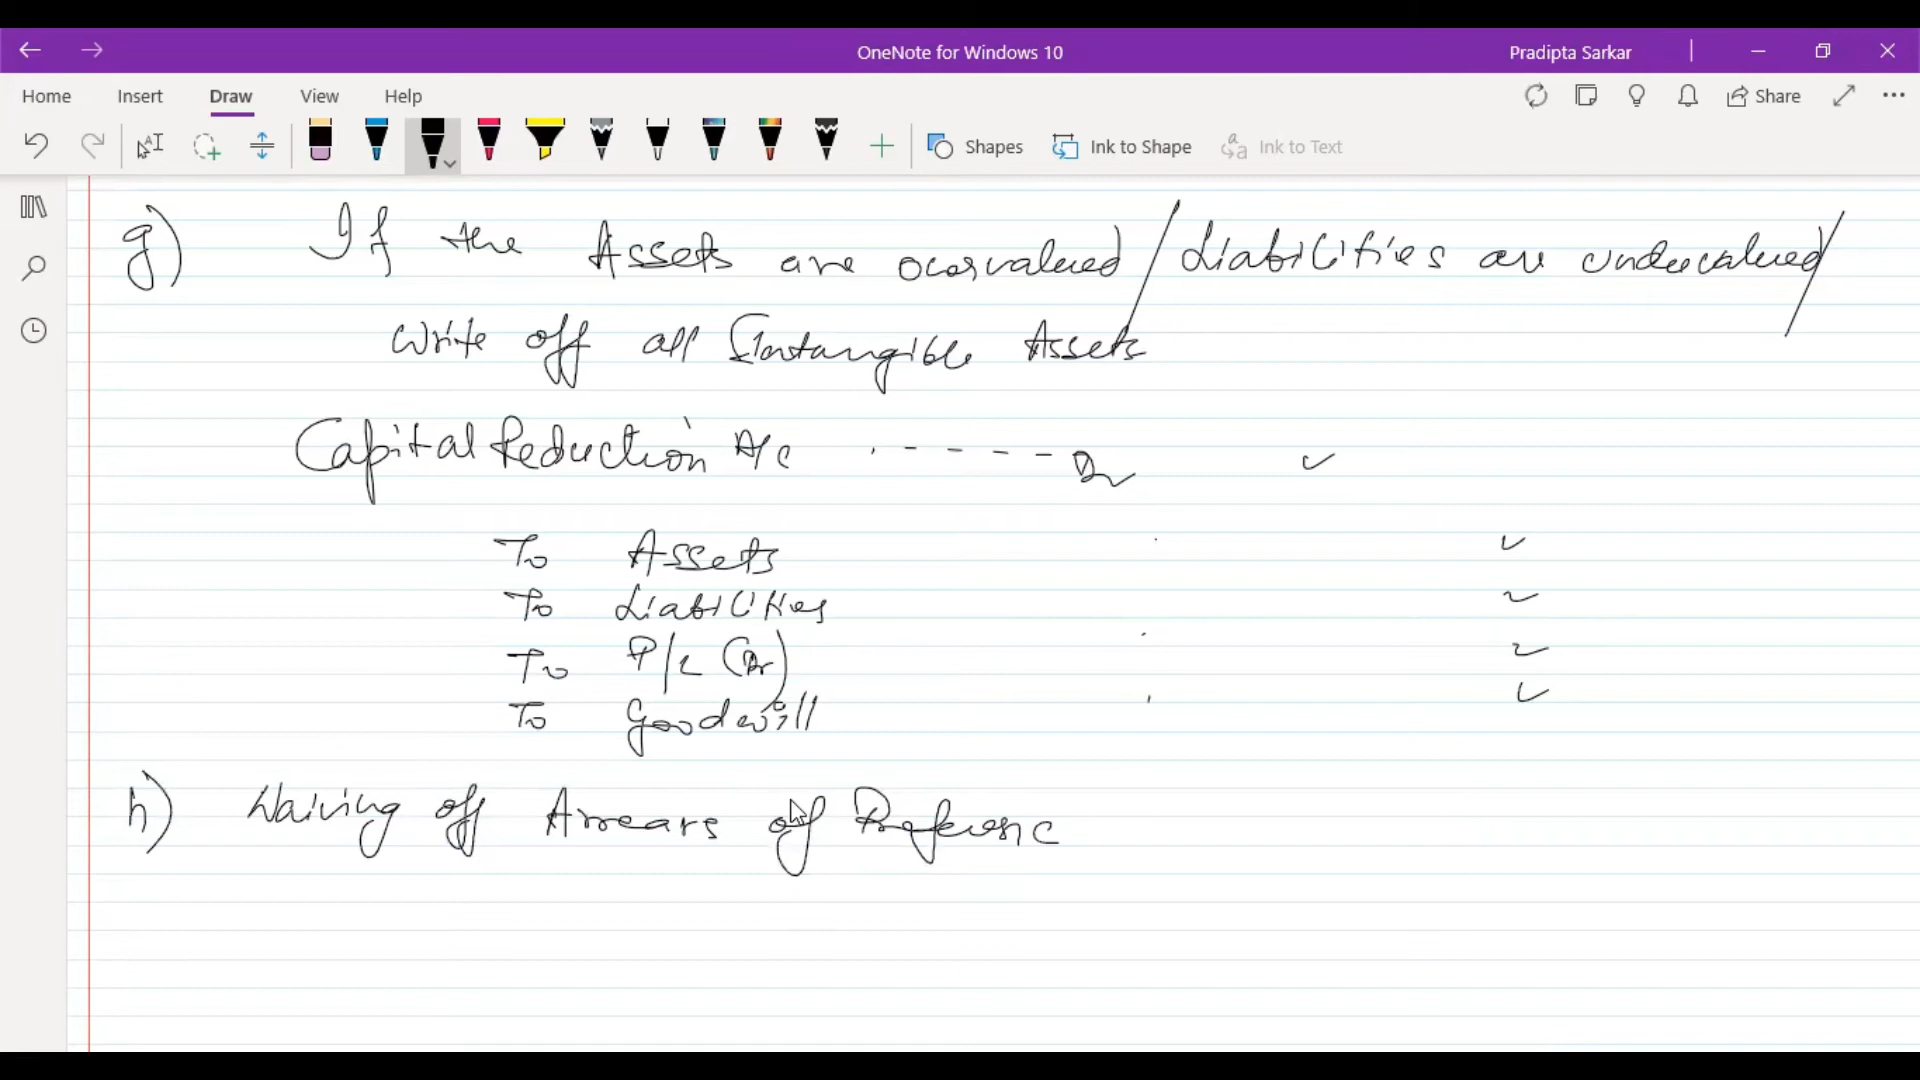 OneNote for Windows 10
Pradipta Sarkar
Home Insert Draw View Help
Share
Shapes Ink to Shape Ink to Text
g) If the Assets are overvalued / Liabilities are undervalued /
Write off all Intangible Assets
Capital Reduction A/c ------ Dr ✓
To Assets ✓
To Liabilities ✓
To P/L (Dr) ✓
To Goodwill ✓
h) Waiving off Arrears of Preferenc